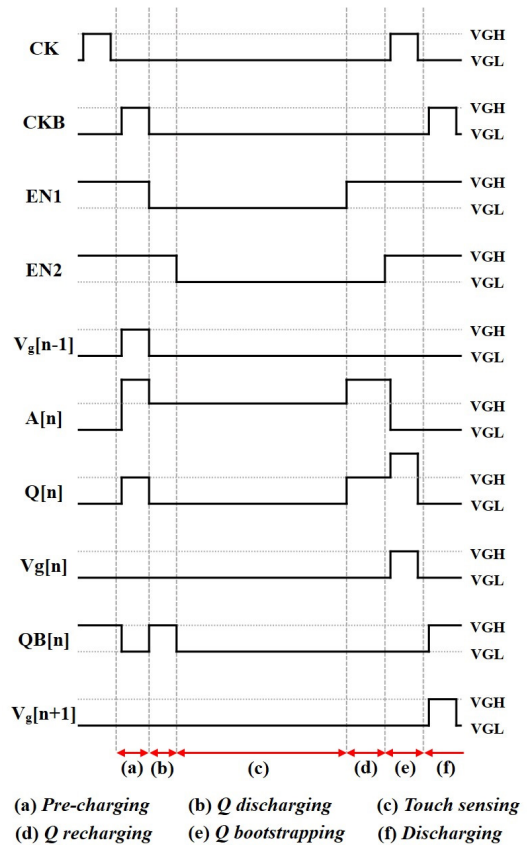 VGH
CK
VGL
VGH
CKB
VGL
VGH
EN1
VGL
VGH
EN2
VGL
VGH
Vg[n-1]
VGL
A[n]
VGH
VGL
VGH
Q[n]
VGL
VGH
Vg[n]
VGL
VGH
QB[n]
VGL
VGH
Vg[n+1]
VGL
(a) (b) (c) (d) (e) (f)
(a) Pre-charging (b) Q discharging (c) Touch sensing
(d) Q recharging (e) Q bootstrapping (f) Discharging